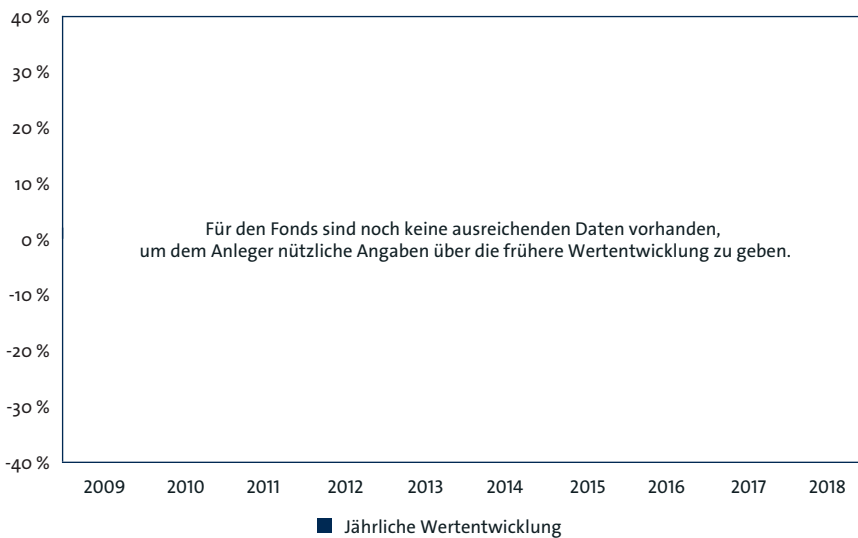 40 %
30 %
20 %
10 %
0 %
-10 %
-20 %
-30 %
-40 %
Für den Fonds sind noch keine ausreichenden Daten vorhanden,
um dem Anleger nützliche Angaben über die frühere Wertentwicklung zu geben.
2009 2010 2011 2012 2013 2014 2015 2016 2017 2018
Jährliche Wertentwicklung